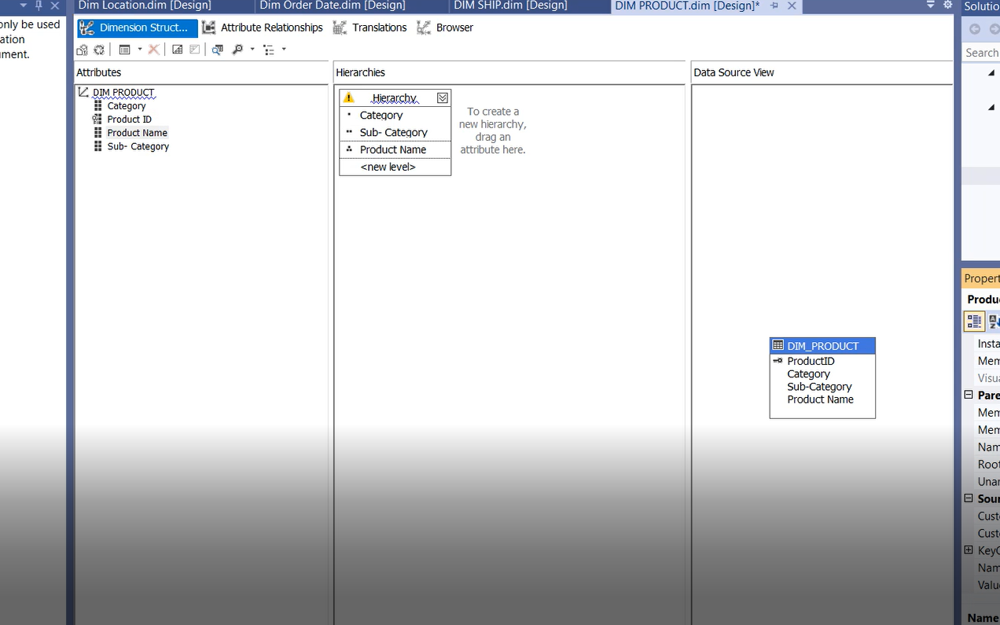 Dim Location.dim [Design]
Dim Order Date.dim [Design]
DIM SHIP.dim [Design]
DIM PRODUCT.dim [Design]*
Solutio
only be used
ation
ument.
Dimension Struct...
Attribute Relationships
Translations
Browser
Search
Attributes
Hierarchies
Data Source View
DIM PRODUCT
Category
Product ID
Product Name
Sub- Category
Hierarchy
Category
Sub- Category
Product Name
<new level>
To create a
new hierarchy,
drag an
attribute here.
DIM_PRODUCT
ProductID
Category
Sub-Category
Product Name
Propert
Produ
Insta
Mem
Visua
Pare
Mem
Mem
Nam
Root
Unar
Sour
Custo
Custo
KeyC
Nam
Value
Name